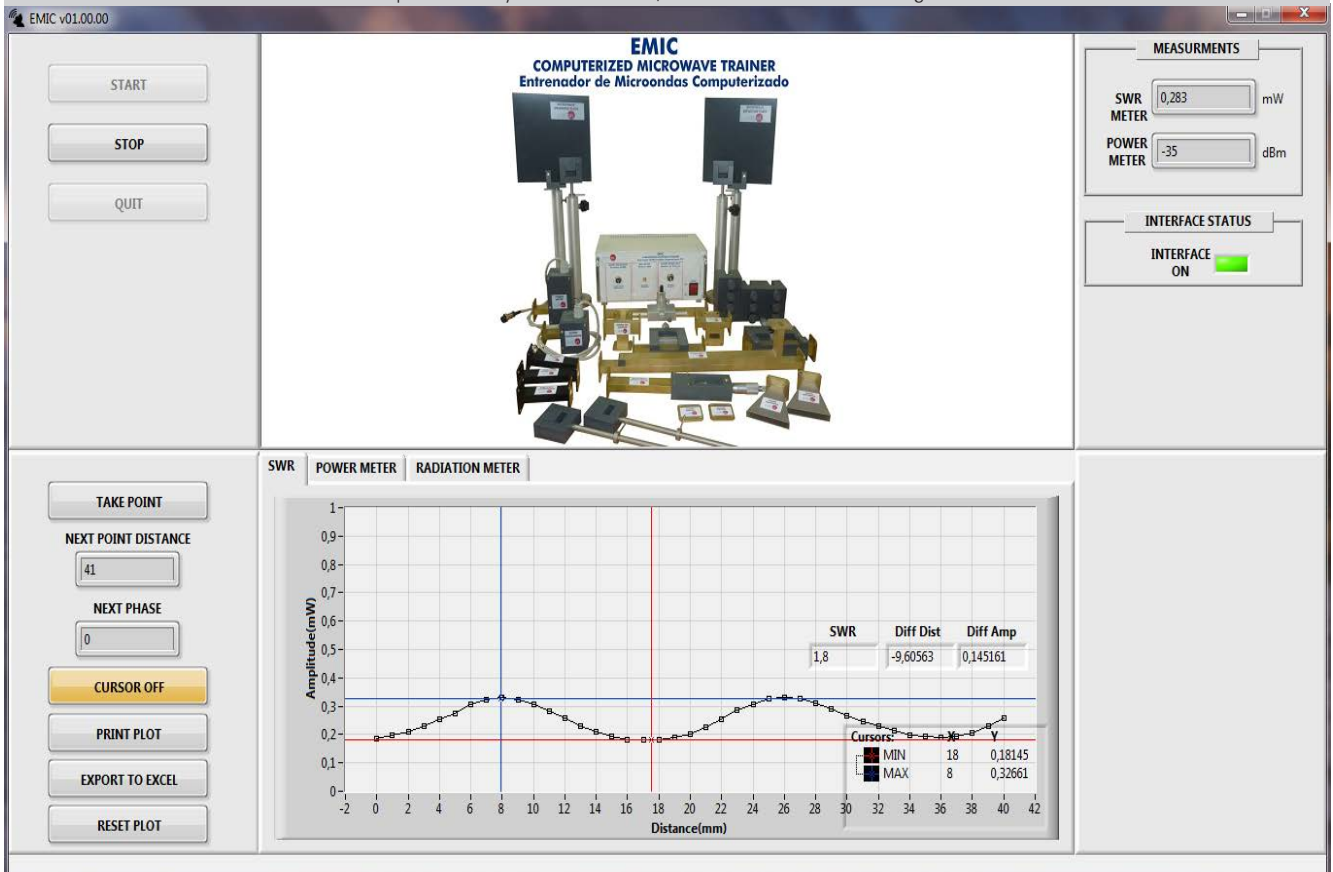 EMIC v01.00.00
START
STOP
QUIT
EMIC
COMPUTERIZED MICROWAVE TRAINER
Entrenador de Microondas Computerizado
MEASURMENTS
SWR METER 0,283 mW
POWER METER -35 dBm
INTERFACE STATUS
INTERFACE ON
TAKE POINT
NEXT POINT DISTANCE
41
NEXT PHASE
0
CURSOR OFF
PRINT PLOT
EXPORT TO EXCEL
RESET PLOT
SWR POWER METER RADIATION METER
Amplitude(mW)
1
0,9
0,8
0,7
0,6
0,5
0,4
0,3
0,2
0,1
0
SWR Diff Dist Diff Amp
1,8 -9,60563 0,145161
Cursors: X Y
MIN 18 0,18145
MAX 8 0,32661
-2 0 2 4 6 8 10 12 14 16 18 20 22 24 26 28 30 32 34 36 38 40 42
Distance(mm)